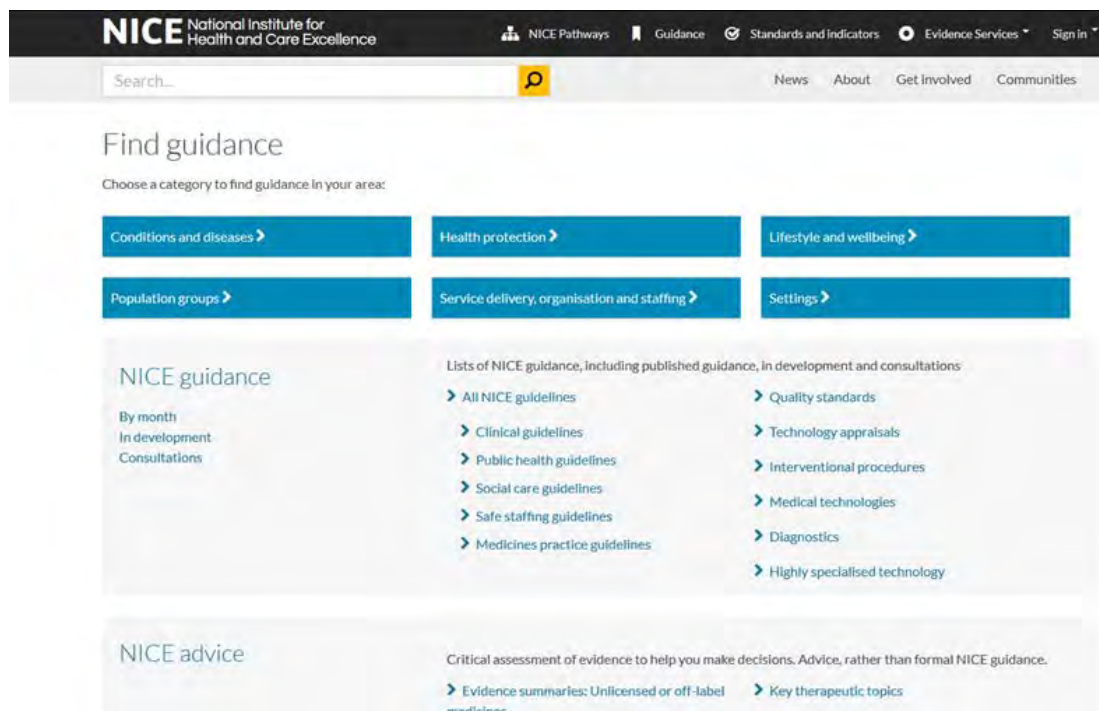 NICE National Institute for
Health and Care Excellence
NICE Pathways
Guidance
Standards and indicators
Evidence Services
Sign in
Search...
News
About
Get involved
Communities
Find guidance
Choose a category to find guidance in your area:
Conditions and diseases
Health protection
Lifestyle and wellbeing
Population groups
Service delivery, organisation and staffing
Settings
NICE guidance
By month
In development
Consultations
Lists of NICE guidance, including published guidance, in development and consultations
All NICE guidelines
Clinical guidelines
Public health guidelines
Social care guidelines
Safe staffing guidelines
Medicines practice guidelines
Quality standards
Technology appraisals
Interventional procedures
Medical technologies
Diagnostics
Highly specialised technology
NICE advice
Critical assessment of evidence to help you make decisions. Advice, rather than formal NICE guidance.
Evidence summaries: Unlicensed or off-label
medicines
Key therapeutic topics